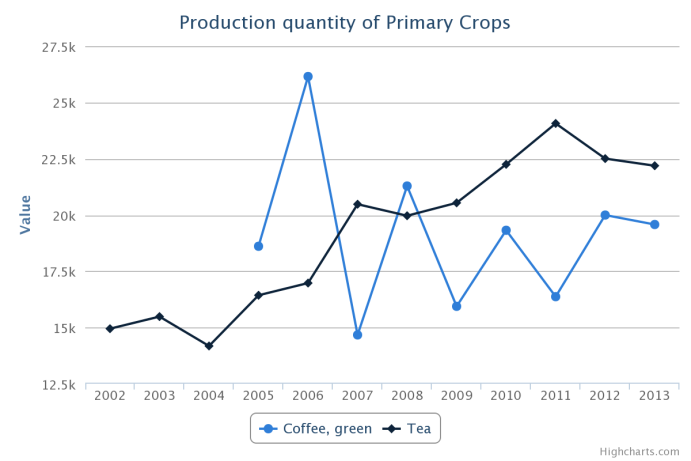 Production quantity of Primary Crops
27.5k
25k
22.5k
20k
17.5k
15k
12.5k
Value
2002 2003 2004 2005 2006 2007 2008 2009 2010 2011 2012 2013
Coffee, green Tea
Highcharts.com